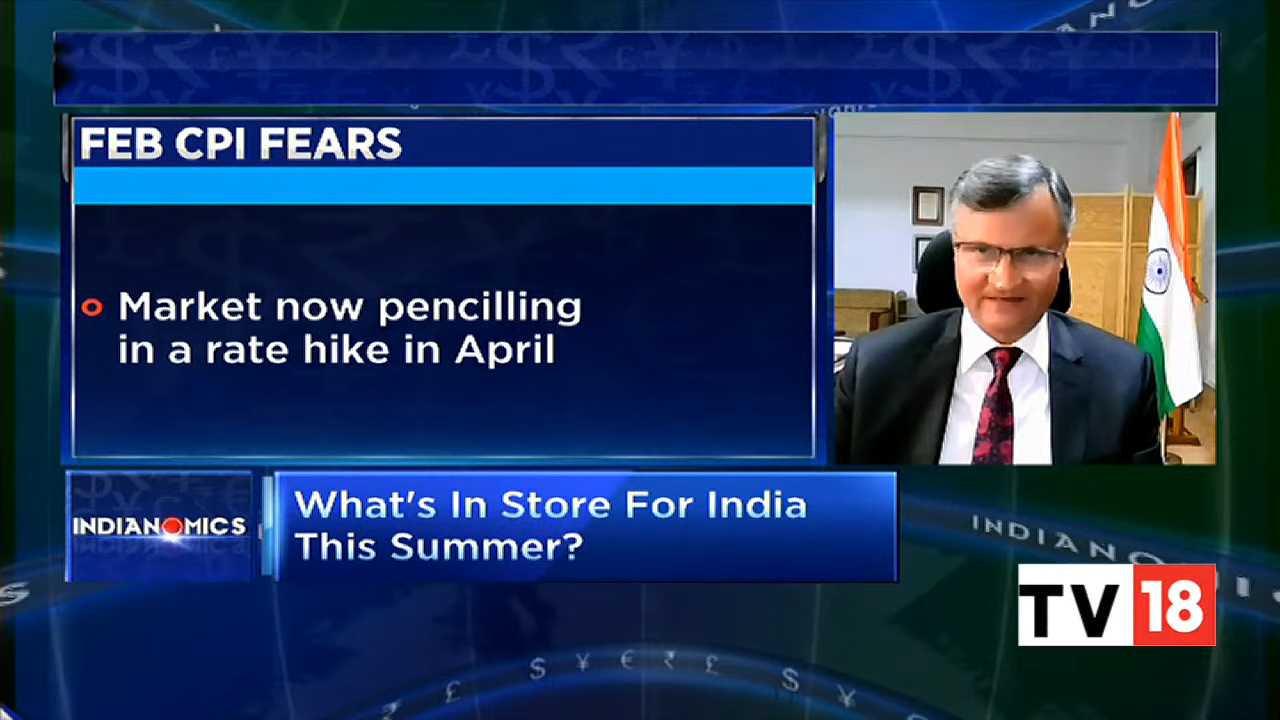 FEB CPI FEARS
Market now pencilling
in a rate hike in April
INDIANOMICS
What's In Store For India
This Summer?
INDIANO
TV18
$ ¥ € ₹ £